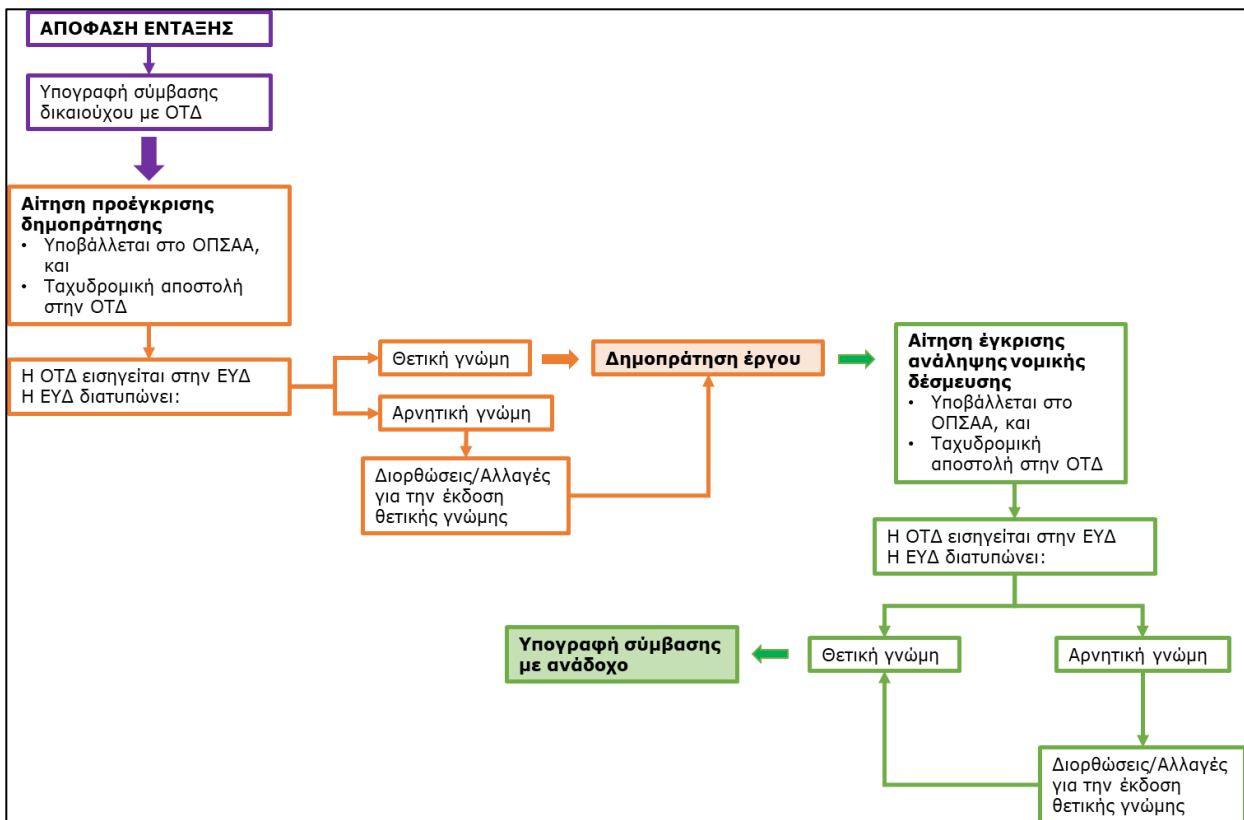 ΑΠΟΦΑΣΗ ΕΝΤΑΞΗΣ
Υπογραφή σύμβασης
δικαιούχου με ΟΤΔ
Αίτηση προέγκρισης
δημοπράτησης
• Υποβάλλεται στο ΟΠΣΑΑ,
και
• Ταχυδρομική αποστολή
στην ΟΤΔ
Η ΟΤΔ εισηγείται στην ΕΥΔ
Η ΕΥΔ διατυπώνει:
Θετική γνώμη
Αρνητική γνώμη
Διορθώσεις/Αλλαγές
για την έκδοση
θετικής γνώμης
Δημοπράτηση έργου
Αίτηση έγκρισης
ανάληψης νομικής
δέσμευσης
• Υποβάλλεται στο
ΟΠΣΑΑ, και
• Ταχυδρομική
αποστολή στην ΟΤΔ
Η ΟΤΔ εισηγείται στην ΕΥΔ
Η ΕΥΔ διατυπώνει:
Θετική γνώμη
Αρνητική γνώμη
Διορθώσεις/Αλλαγές
για την έκδοση
θετικής γνώμης
Υπογραφή σύμβασης
με ανάδοχο